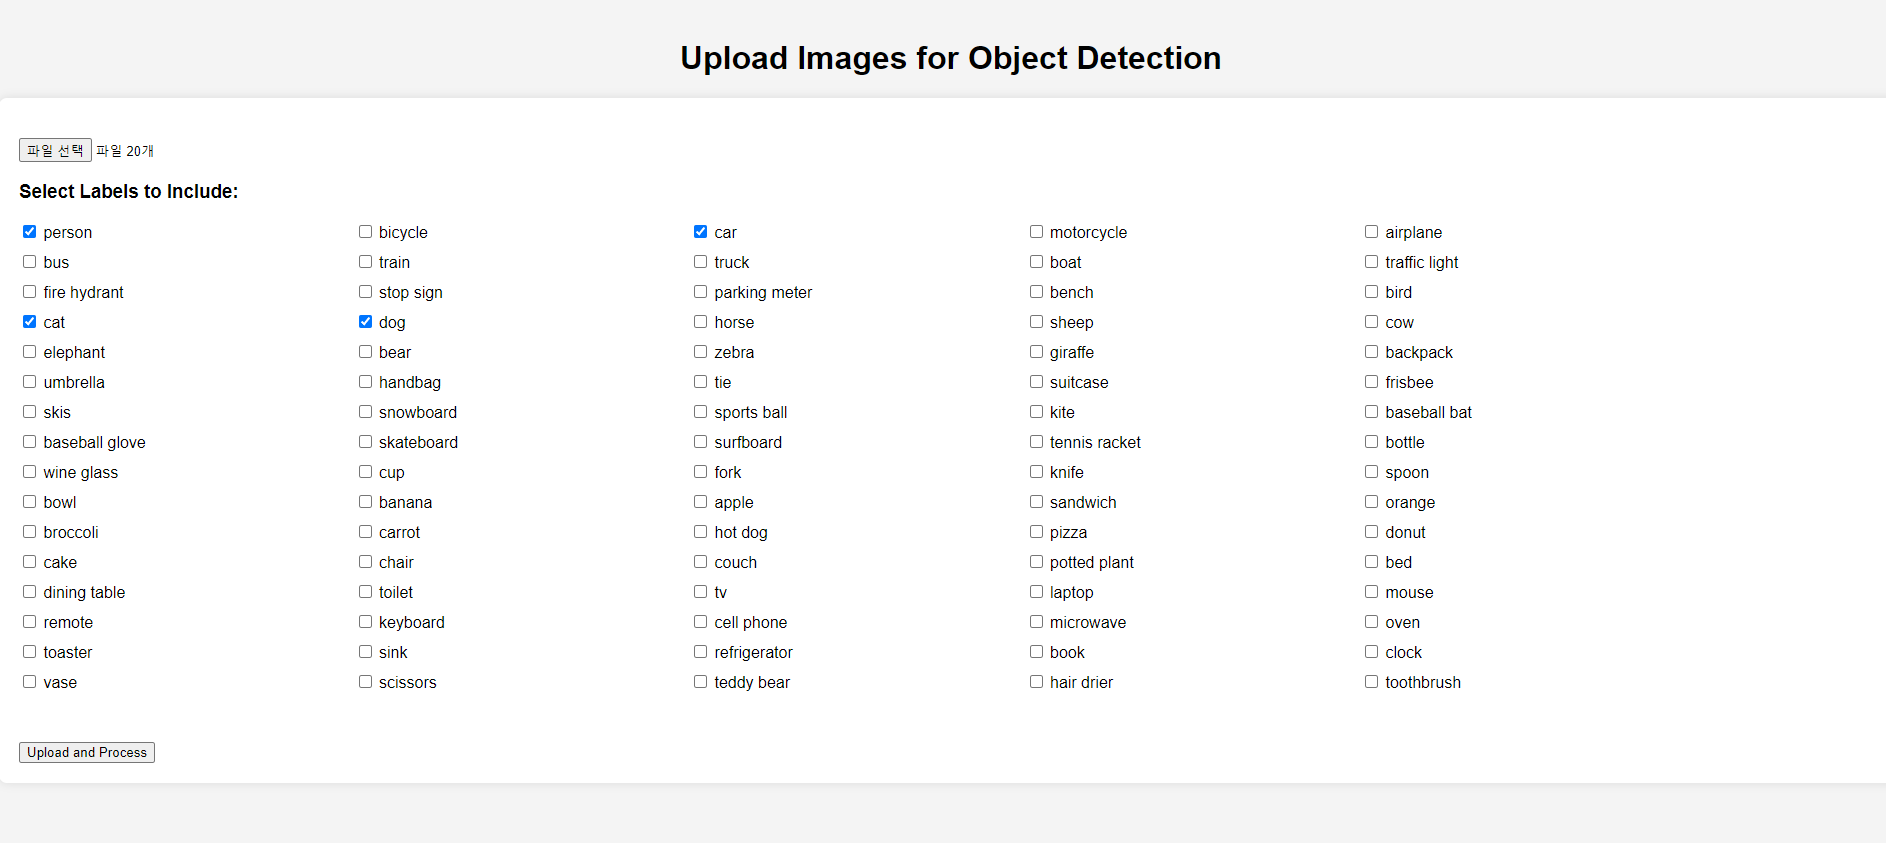 Upload Images for Object Detection
파일 선택 파일 20개
Select Labels to Include:
person bicycle car motorcycle airplane
bus train truck boat traffic light
fire hydrant stop sign parking meter bench bird
cat dog horse sheep cow
elephant bear zebra giraffe backpack
umbrella handbag tie suitcase frisbee
skis snowboard sports ball kite baseball bat
baseball glove skateboard surfboard tennis racket bottle
wine glass cup fork knife spoon
bowl banana apple sandwich orange
broccoli carrot hot dog pizza donut
cake chair couch potted plant bed
dining table toilet tv laptop mouse
remote keyboard cell phone microwave oven
toaster sink refrigerator book clock
vase scissors teddy bear hair drier toothbrush
Upload and Process